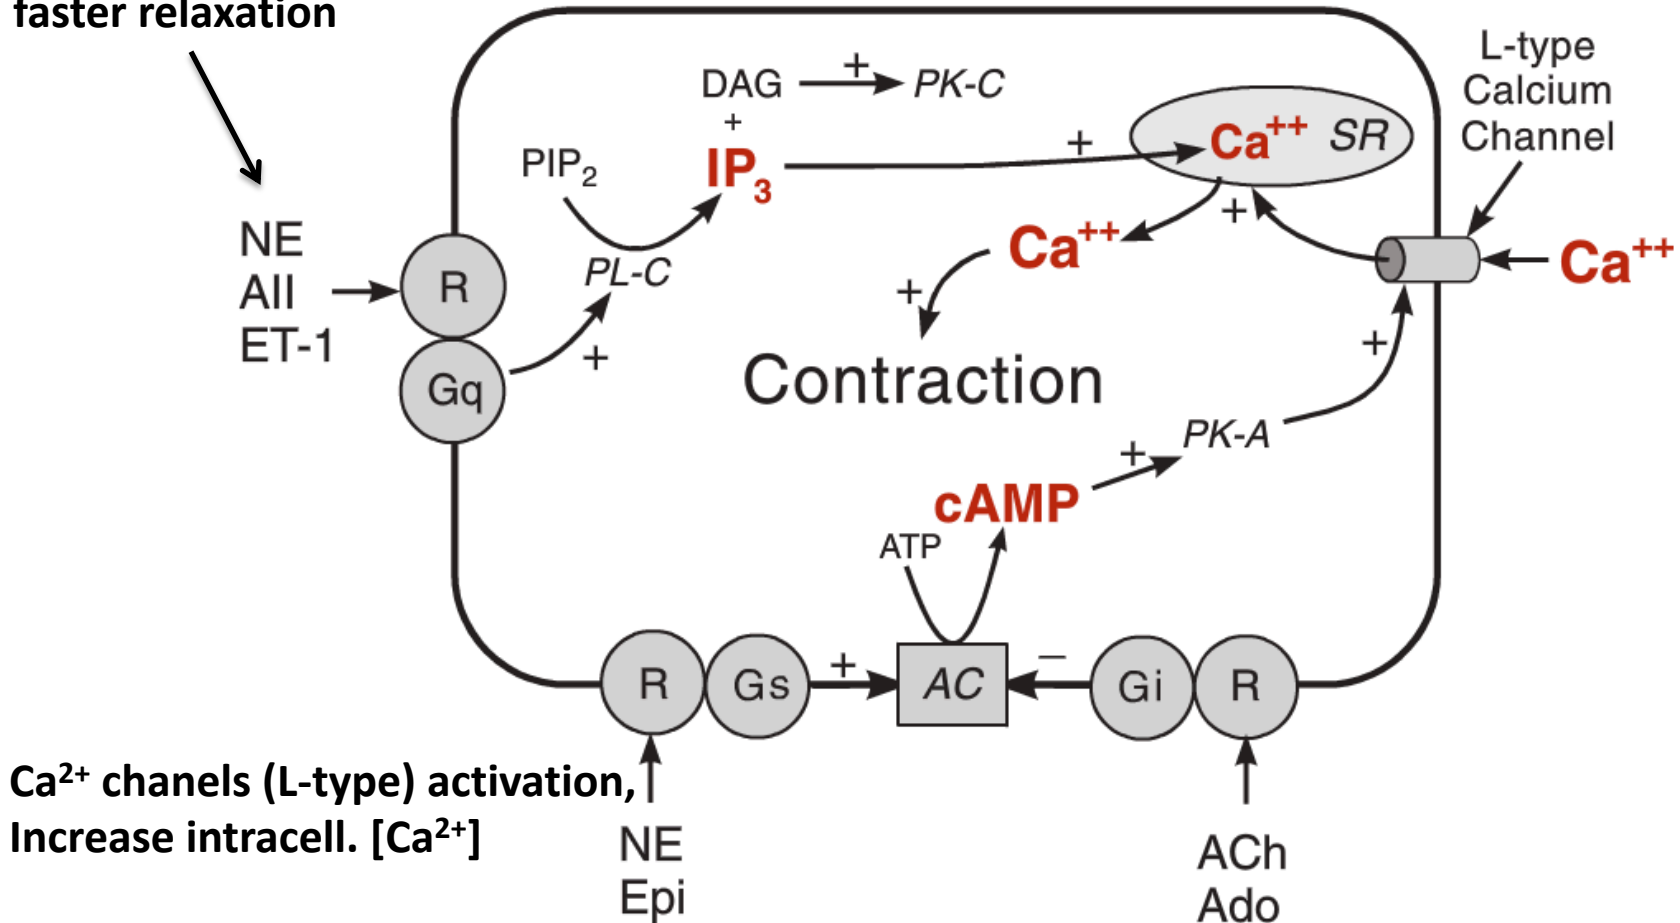 faster relaxation
L-type
Calcium
Channel
DAG + PK-C
+
PIP2
IP3
+
Ca++ SR
+
Ca++
Ca++
NE
AII
ET-1
R
Gq
PL-C
+
+
Contraction
+
PK-A
+
cAMP
ATP
R Gs + AC – Gi R
Ca2+ chanels (L-type) activation,
Increase intracell. [Ca2+]
NE
Epi
ACh
Ado